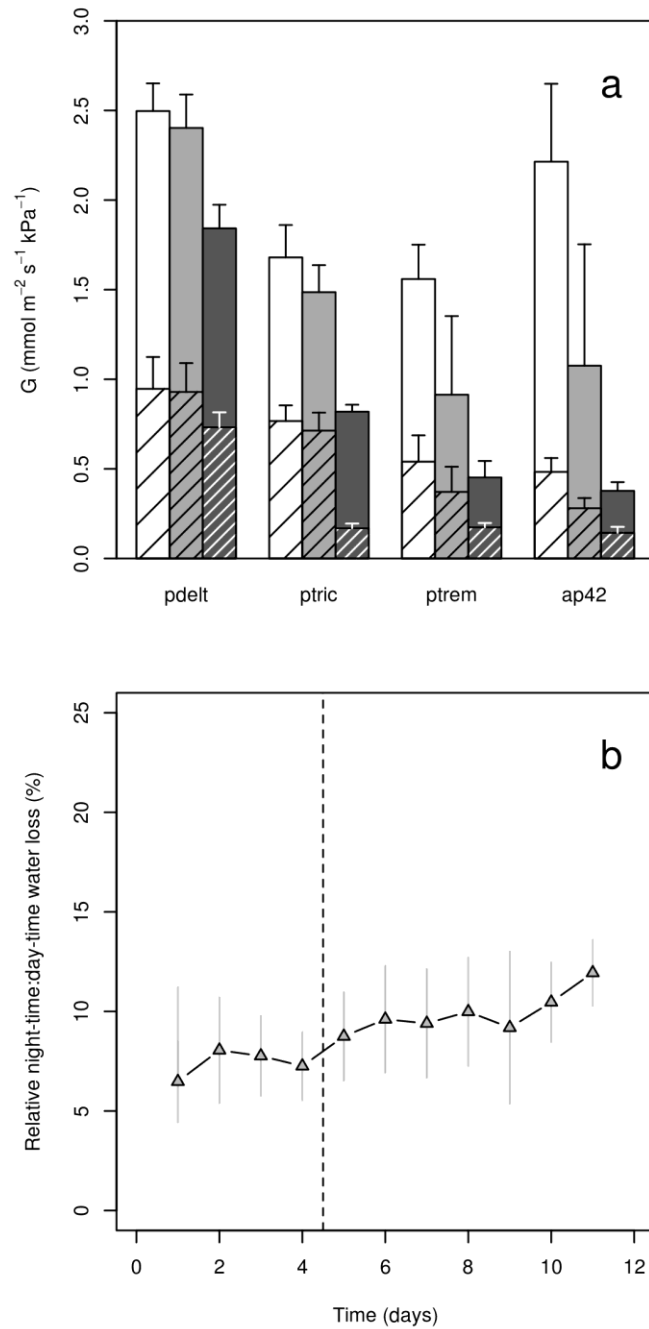 a
G (mmol m⁻² s⁻¹ kPa⁻¹)
3.0
2.5
2.0
1.5
1.0
0.5
0.0
pdelt ptric ptrem ap42
b
Relative night-time:day-time water loss (%)
25
20
15
10
5
0
0 2 4 6 8 10 12
Time (days)